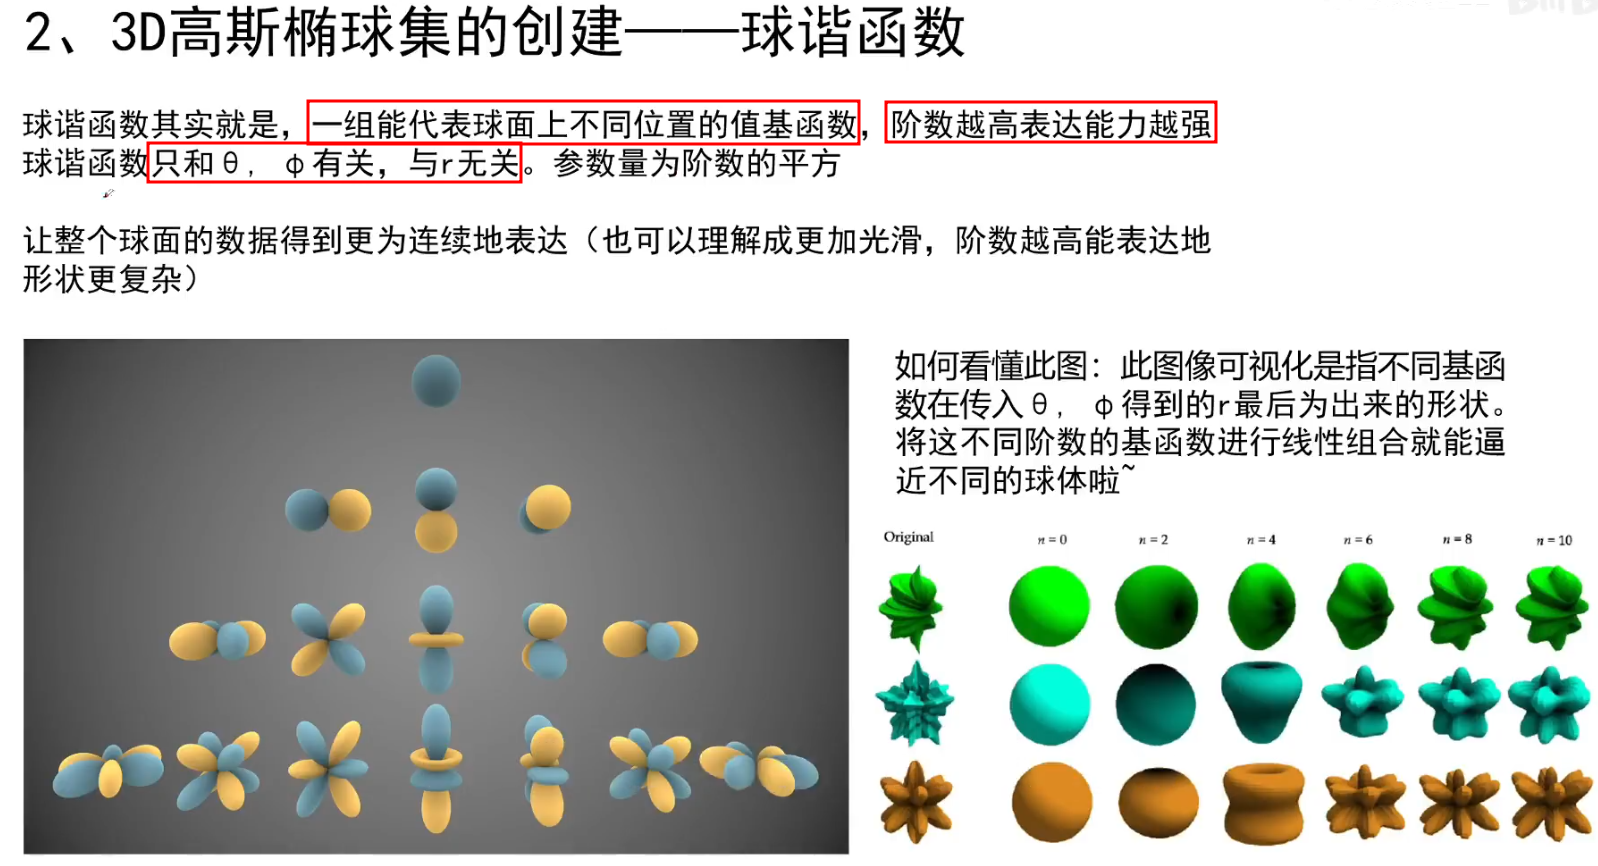 2、3D高斯椭球集的创建——球谐函数
球谐函数其实就是，一组能代表球面上不同位置的值基函数，阶数越高表达能力越强
球谐函数只和θ， φ有关，与r无关。参数量为阶数的平方
让整个球面的数据得到更为连续地表达（也可以理解成更加光滑，阶数越高能表达地
形状更复杂）
如何看懂此图：此图像可视化是指不同基函
数在传入θ， φ得到的r最后为出来的形状。
将这不同阶数的基函数进行线性组合就能逼
近不同的球体啦~
Original n = 0 n = 2 n = 4 n = 6 n = 8 n = 10